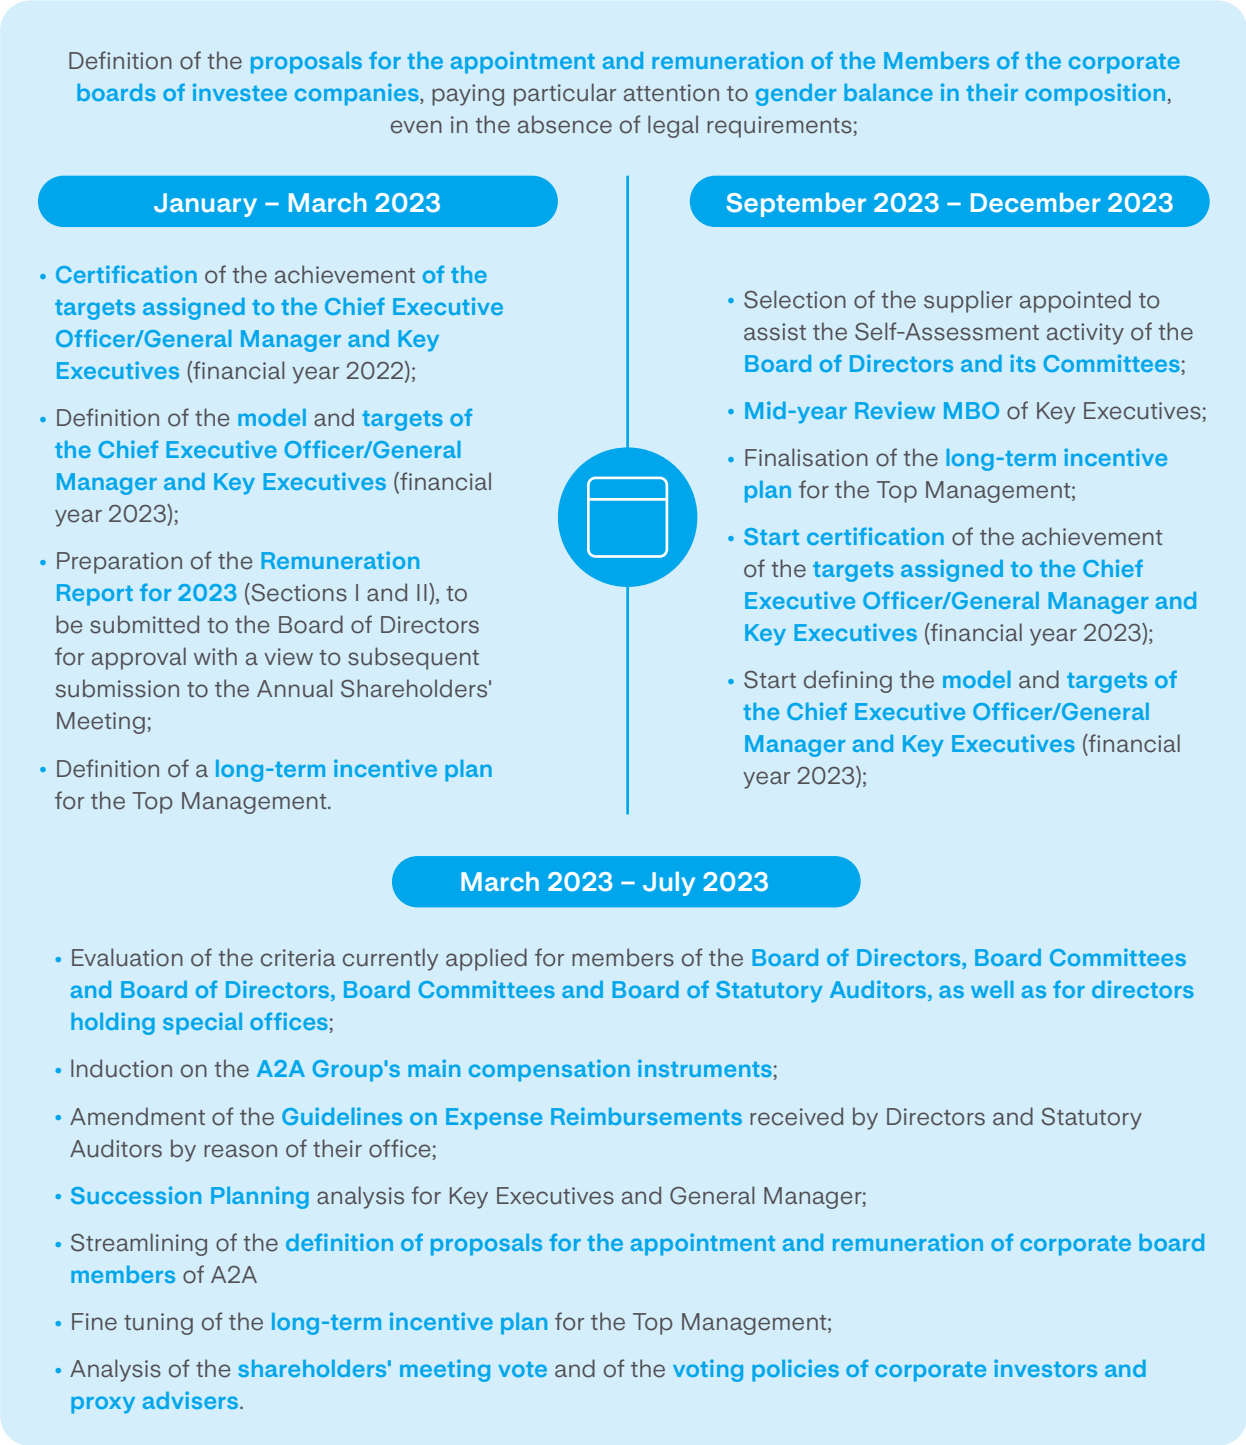 Definition of the proposals for the appointment and remuneration of the Members of the corporate
boards of investee companies, paying particular attention to gender balance in their composition,
even in the absence of legal requirements;
January – March 2023
• Certification of the achievement of the
targets assigned to the Chief Executive
Officer/General Manager and Key
Executives (financial year 2022);
• Definition of the model and targets of
the Chief Executive Officer/General
Manager and Key Executives (financial
year 2023);
• Preparation of the Remuneration
Report for 2023 (Sections I and II), to
be submitted to the Board of Directors
for approval with a view to subsequent
submission to the Annual Shareholders'
Meeting;
• Definition of a long-term incentive plan
for the Top Management.
September 2023 – December 2023
• Selection of the supplier appointed to
assist the Self-Assessment activity of the
Board of Directors and its Committees;
• Mid-year Review MBO of Key Executives;
• Finalisation of the long-term incentive
plan for the Top Management;
• Start certification of the achievement
of the targets assigned to the Chief
Executive Officer/General Manager and
Key Executives (financial year 2023);
• Start defining the model and targets of
the Chief Executive Officer/General
Manager and Key Executives (financial
year 2023);
March 2023 – July 2023
• Evaluation of the criteria currently applied for members of the Board of Directors, Board Committees
and Board of Directors, Board Committees and Board of Statutory Auditors, as well as for directors
holding special offices;
• Induction on the A2A Group's main compensation instruments;
• Amendment of the Guidelines on Expense Reimbursements received by Directors and Statutory
Auditors by reason of their office;
• Succession Planning analysis for Key Executives and General Manager;
• Streamlining of the definition of proposals for the appointment and remuneration of corporate board
members of A2A
• Fine tuning of the long-term incentive plan for the Top Management;
• Analysis of the shareholders' meeting vote and of the voting policies of corporate investors and
proxy advisers.